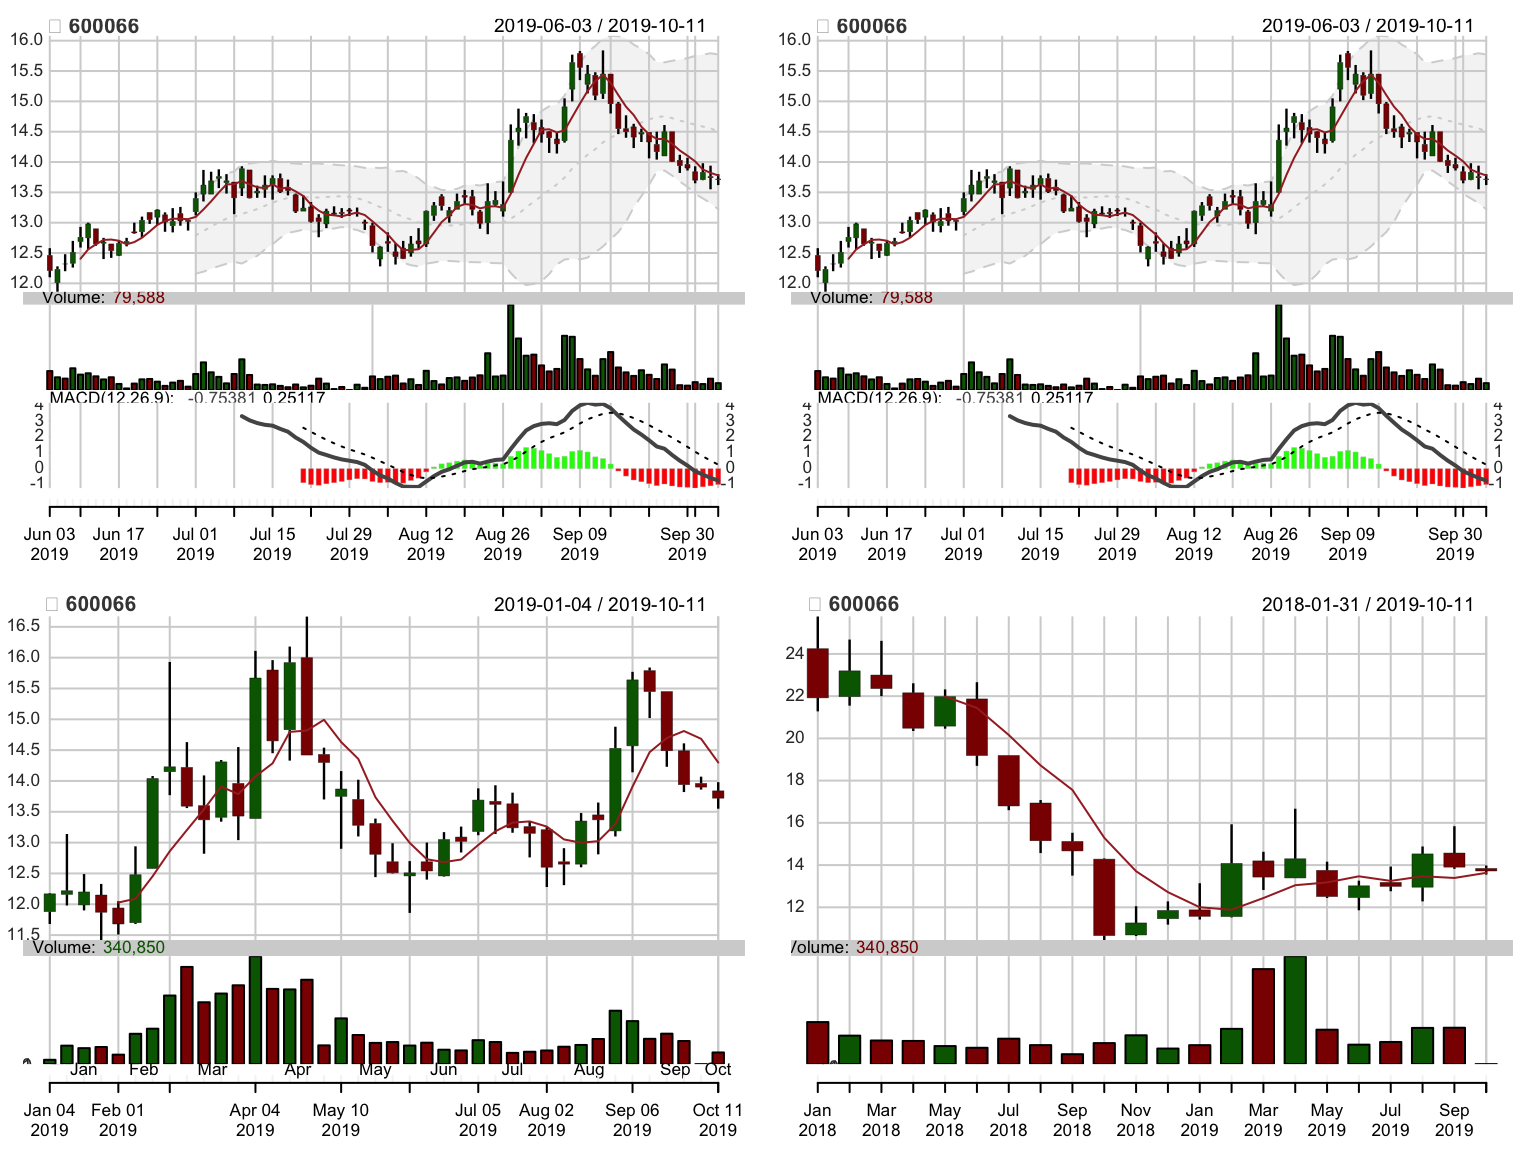 600066 2019-06-03 / 2019-10-11
16.0
15.5
15.0
14.5
14.0
13.5
13.0
12.5
12.0
Volume: 79,588
MACD(12,26,9): -0.75381 0.25117
4 4
3 3
2 2
1 1
0 0
-1 -1
Jun 03 Jun 17 Jul 01 Jul 15 Jul 29 Aug 12 Aug 26 Sep 09 Sep 30
2019 2019 2019 2019 2019 2019 2019 2019 2019
600066 2019-06-03 / 2019-10-11
16.0
15.5
15.0
14.5
14.0
13.5
13.0
12.5
12.0
Volume: 79,588
MACD(12,26,9): -0.75381 0.25117
4 4
3 3
2 2
1 1
0 0
-1 -1
Jun 03 Jun 17 Jul 01 Jul 15 Jul 29 Aug 12 Aug 26 Sep 09 Sep 30
2019 2019 2019 2019 2019 2019 2019 2019 2019
600066 2019-01-04 / 2019-10-11
16.5
16.0
15.5
15.0
14.5
14.0
13.5
13.0
12.5
12.0
11.5
Volume: 340,850
Jan Feb Mar Apr May Jun Jul Aug Sep Oct
Jan 04 Feb 01 Apr 04 May 10 Jul 05 Aug 02 Sep 06 Oct 11
2019 2019 2019 2019 2019 2019 2019 2019
600066 2018-01-31 / 2019-10-11
24
22
20
18
16
14
12
Volume: 340,850
Jan Mar May Jul Sep Nov Jan Mar May Jul Sep
2018 2018 2018 2018 2018 2018 2019 2019 2019 2019 2019